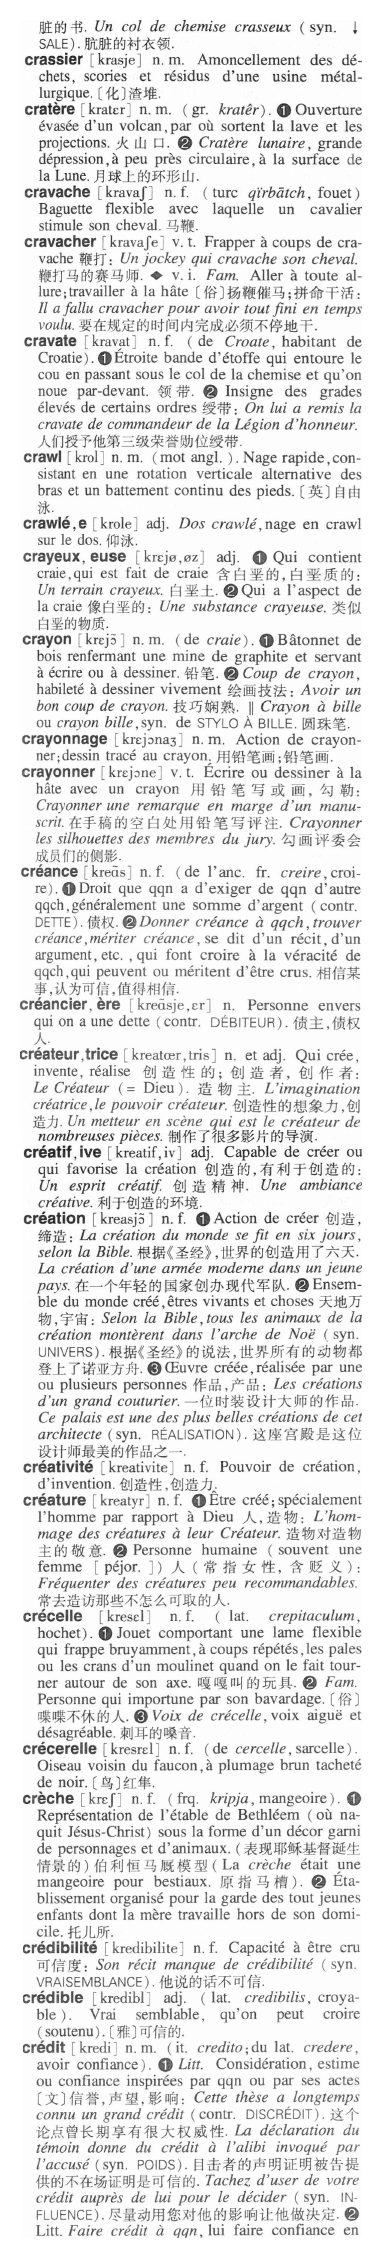 脏的书. Un col de chemise crasseux ( syn. ↓
SALE) . 肮脏的衬衣领.
crassier [ krasje] n. m. Amoncellement des dé-
chets, scories et résidus d'une usine métal-
lurgique. 〔化〕渣堆.
cratère [ kratɛr] n. m. ( gr. kratêr) . ❶ Ouverture
évasée d'un volcan, par où sortent la lave et les
projections. 火 山 口. ❷ Cratère lunaire, grande
dépression, à peu près circulaire, à la surface de
la Lune. 月球上的环形山.
cravache [ kravaʃ] n. f. ( turc qïrbātch, fouet)
Baguette flexible avec laquelle un cavalier
stimule son cheval. 马鞭.
cravacher [ kravaʃe] v. t. Frapper à coups de cra-
vache 鞭打: Un jockey qui cravache son cheval.
鞭打马的赛马师. ◆ v. i. Fam. Aller à toute al-
lure; travailler à la hâte〔俗〕扬鞭催马;拼命干活:
Il a fallu cravacher pour avoir tout fini en temps
voulu. 要在规定的时间内完成必须不停地干.
cravate [ kravat] n. f. ( de Croate, habitant de
Croatie) . ❶ Étroite bande d'étoffe qui entoure le
cou en passant sous le col de la chemise et qu'on
noue par-devant. 领 带. ❷ Insigne des grades
élevés de certains ordres 绶带: On lui a remis la
cravate de commandeur de la Légion d'honneur.
人们授予他第三级荣誉勋位绶带.
crawl [ krol] n. m. ( mot angl. ) . Nage rapide, con-
sistant en une rotation verticale alternative des
bras et un battement continu des pieds. 〔英〕自由
泳.
crawlé, e [ krole] adj. Dos crawlé, nage en crawl
sur le dos. 仰泳.
crayeux, euse [ krɛjø, øz] adj. ❶ Qui contient
craie, qui est fait de craie 含白垩的,白垩质的:
Un terrain crayeux. 白垩土. ❷ Qui a l'aspect de
la craie 像白垩的: Une substance crayeuse. 类似
白垩的物质.
crayon [ krɛjɔ̃] n. m. ( de craie) . ❶ Bâtonnet de
bois renfermant une mine de graphite et servant
à écrire ou à dessiner. 铅笔. ❷ Coup de crayon,
habileté à dessiner vivement 绘画技法: Avoir un
bon coup de crayon. 技巧娴熟. ‖ Crayon à bille
ou crayon bille, syn. de STYLO À BILLE. 圆珠笔.
crayonnage [ krɛjɔnaʒ] n. m. Action de crayon-
ner; dessin tracé au crayon. 用铅笔画;铅笔画.
crayonner [ krɛjɔne] v. t. Écrire ou dessiner à la
hâte avec un crayon 用 铅 笔 写 或 画, 勾 勒:
Crayonner une remarque en marge d'un manu-
scrit. 在手稿的空白处用铅笔写评注. Crayonner
les silhouettes des membres du jury. 勾画评委会
成员们的侧影.
créance [ kreɑ̃s] n. f. ( de l'anc. fr. creire, croi-
re) . ❶ Droit que qqn a d'exiger de qqn d'autre
qqch, généralement une somme d'argent ( contr.
DETTE) . 债权. ❷ Donner créance à qqch, trouver
créance, mériter créance, se dit d'un récit, d'un
argument, etc. , qui font croire à la véracité de
qqch, qui peuvent ou méritent d'être crus. 相信某
事,认为可信,值得相信.
créancier, ère [ kreɑ̃sje, ɛr] n. Personne envers
qui on a une dette ( contr. DÉBITEUR) . 债主,债权
人.
créateur, trice [ kreatœr, tris] n. et adj. Qui crée,
invente, réalise 创 造 性 的; 创 造 者, 创 作 者:
Le Créateur ( = Dieu) . 造 物 主. L'imagination
créatrice, le pouvoir créateur. 创造性的想象力,创
造力. Un metteur en scène qui est le créateur de
nombreuses pièces. 制作了很多影片的导演.
créatif, ive [ kreatif, iv] adj. Capable de créer ou
qui favorise la création 创造的,有利于创造的:
Un esprit créatif. 创 造 精 神. Une ambiance
créative. 利于创造的环境.
création [ kreasjɔ̃] n. f. ❶ Action de créer 创造,
缔造: La création du monde se fit en six jours,
selon la Bible. 根据《圣经》,世界的创造用了六天.
La création d'une armée moderne dans un jeune
pays. 在一个年轻的国家创办现代军队. ❷ Ensem-
ble du monde créé, êtres vivants et choses 天地万
物,宇宙: Selon la Bible, tous les animaux de la
création montèrent dans l'arche de Noé ( syn.
UNIVERS) . 根据《圣经》的说法,世界所有的动物都
登上了诺亚方舟. ❸ Œuvre créée, réalisée par une
ou plusieurs personnes 作品,产品: Les créations
d'un grand couturier. 一位时装设计大师的作品.
Ce palais est une des plus belles créations de cet
architecte ( syn. RÉALISATION) . 这座宫殿是这位
设计师最美的作品之一.
créativité [ kreativite] n. f. Pouvoir de création,
d'invention. 创造性,创造力.
créature [ kreatyr] n. f. ❶ Être créé; spécialement
l'homme par rapport à Dieu 人,造物: L'hom-
mage des créatures à leur Créateur. 造物对造物
主的敬意. ❷ Personne humaine ( souvent une
femme [ péjor. ] ) 人 ( 常 指 女 性, 含 贬 义 ) :
Fréquenter des créatures peu recommandables.
常去造访那些不怎么可取的人.
crécelle [ kresɛl] n. f. ( lat. crepitaculum,
hochet) . ❶ Jouet comportant une lame flexible
qui frappe bruyamment, à coups répétés, les pales
ou les crans d'un moulinet quand on le fait tour-
ner autour de son axe. 嘎嘎叫的玩具. ❷ Fam.
Personne qui importune par son bavardage. 〔俗〕
喋喋不休的人. ❸ Voix de crécelle, voix aiguë et
désagréable. 刺耳的嗓音.
crécerelle [ kresrɛl] n. f. ( de cercelle, sarcelle) .
Oiseau voisin du faucon, à plumage brun tacheté
de noir. 〔鸟〕红隼.
crèche [ krɛʃ] n. f. ( frq. kripja, mangeoire) . ❶
Représentation de l'étable de Bethléem ( où na-
quit Jésus-Christ) sous la forme d'un décor garni
de personnages et d'animaux. (表现耶稣基督诞生
情景的) 伯利恒马厩模型 ( La crèche était une
mangeoire pour bestiaux. 原 指 马 槽 ) . ❷ Éta-
blissement organisé pour la garde des tout jeunes
enfants dont la mère travaille hors de son domi-
cile. 托儿所.
crédibilité [ kredibilite] n. f. Capacité à être cru
可信度: Son récit manque de crédibilité ( syn.
VRAISEMBLANCE) . 他说的话不可信.
crédible [ kredibl] adj. ( lat. credibilis, croya-
ble ) . Vrai semblable, qu'on peut croire
( soutenu) . 〔雅〕可信的.
crédit [ kredi] n. m. ( it. credito; du lat. credere,
avoir confiance) . ❶ Litt. Considération, estime
ou confiance inspirées par qqn ou par ses actes
〔文〕信誉,声望,影响: Cette thèse a longtemps
connu un grand crédit ( contr. DISCRÉDIT) . 这个
论点曾长期享有很大权威性. La déclaration du
témoin donne du crédit à l'alibi invoqué par
l'accusé ( syn. POIDS) . 目击者的声明证明被告提
供的不在场证明是可信的. Tachez d'user de votre
crédit auprès de lui pour le décider ( syn. IN-
FLUENCE) . 尽量动用您对他的影响让他做决定. ❷
Litt. Faire crédit à qqn, lui faire confiance en